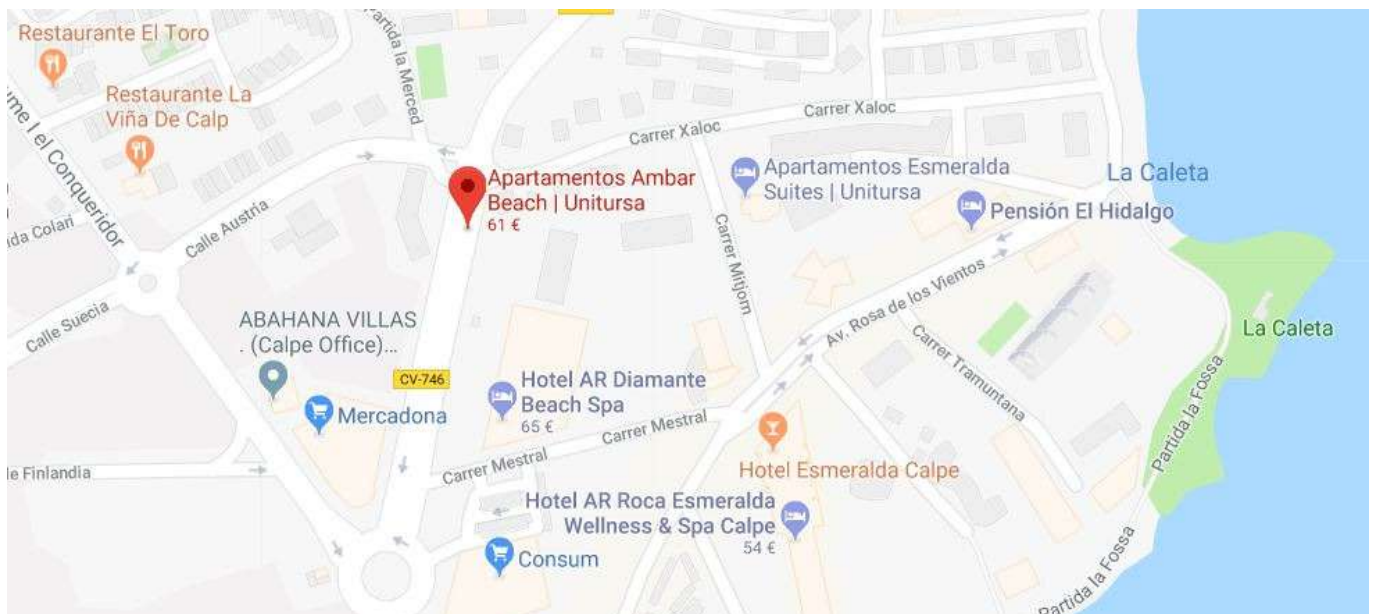 Restaurante El Toro
Restaurante La
Viña De Calp
Partida la Merced
ume I el Conqueridor
da Colari
Calle Austria
Calle Suecia
Carrer Xaloc
Carrer Xaloc
Apartamentos Ambar
Beach | Unitursa
61 €
Apartamentos Esmeralda
Suites | Unitursa
La Caleta
Pensión El Hidalgo
Carrer Mitjorn
Av. Rosa de los Vientos
La Caleta
ABAHANA VILLAS
. (Calpe Office)...
CV-746
Mercadona
Hotel AR Diamante
Beach Spa
65 €
Carrer Tramuntana
Partida la Fossa
Carrer Mestral
Carrer Mestral
Hotel Esmeralda Calpe
le Finlandia
Hotel AR Roca Esmeralda
Wellness & Spa Calpe
54 €
Consum
Partida la Fossa